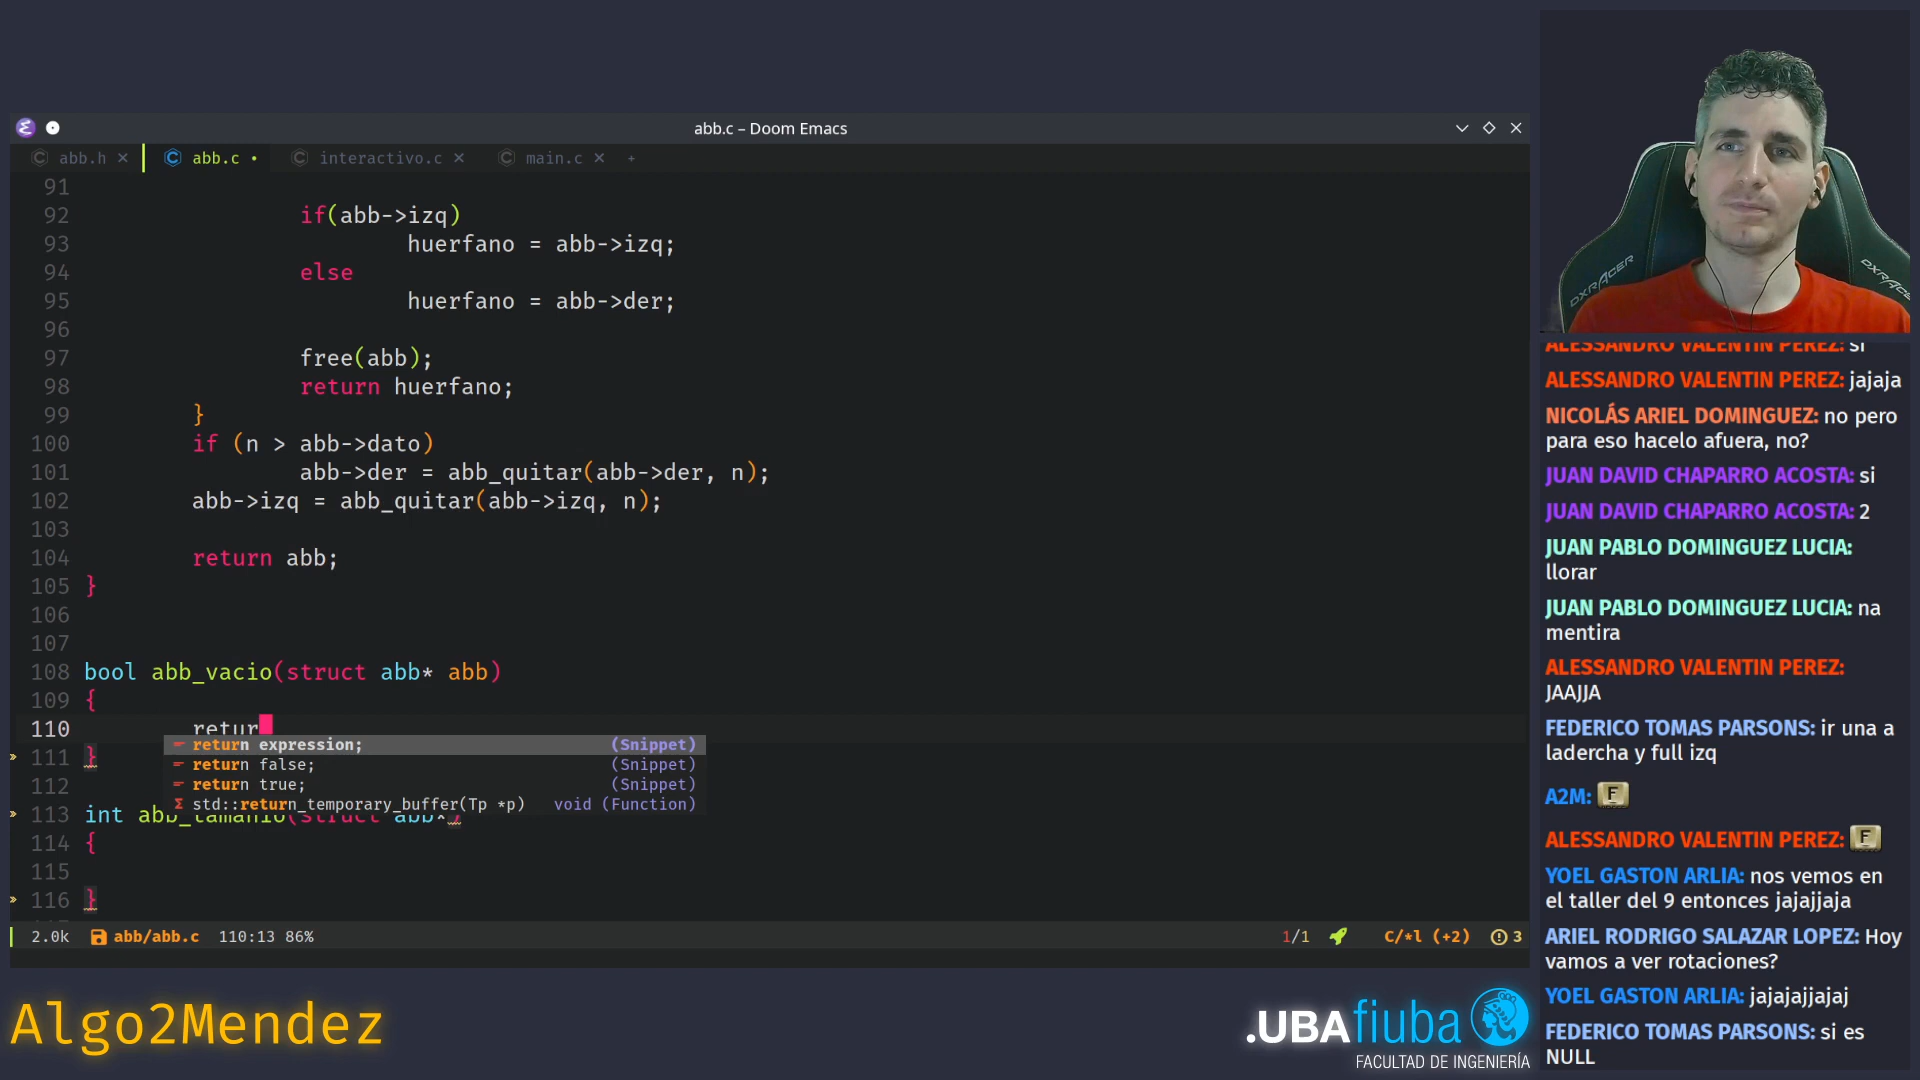 abb.c – Doom Emacs
abb.h abb.c • interactivo.c main.c +
91
92 if(abb->izq)
93 huerfano = abb->izq;
94 else
95 huerfano = abb->der;
96
97 free(abb);
98 return huerfano;
99 }
100 if (n > abb->dato)
101 abb->der = abb_quitar(abb->der, n);
102 abb->izq = abb_quitar(abb->izq, n);
103
104 return abb;
105 }
106
107
108 bool abb_vacio(struct abb* abb)
109 {
110 retur
return expression; (Snippet)
111 }
return false; (Snippet)
112 return true; (Snippet)
std::return_temporary_buffer(Tp *p) void (Function)
113 int abb_tamanio(struct abb*)
114 {
115
116 }
2.0k abb/abb.c 110:13 86% 1/1 C/*l (+2) 3
ALESSANDRO VALENTIN PEREZ: si
ALESSANDRO VALENTIN PEREZ: jajaja
NICOLÁS ARIEL DOMINGUEZ: no pero
para eso hacelo afuera, no?
JUAN DAVID CHAPARRO ACOSTA: si
JUAN DAVID CHAPARRO ACOSTA: 2
JUAN PABLO DOMINGUEZ LUCIA:
llorar
JUAN PABLO DOMINGUEZ LUCIA: na
mentira
ALESSANDRO VALENTIN PEREZ:
JAAJJA
FEDERICO TOMAS PARSONS: ir una a
ladercha y full izq
A2M: F
ALESSANDRO VALENTIN PEREZ: F
YOEL GASTON ARLIA: nos vemos en
el taller del 9 entonces jajajjaja
ARIEL RODRIGO SALAZAR LOPEZ: Hoy
vamos a ver rotaciones?
YOEL GASTON ARLIA: jajajajjajaj
FEDERICO TOMAS PARSONS: si es
NULL
DXRACER
Algo2Mendez
.UBAfiuba
FACULTAD DE INGENIERÍA